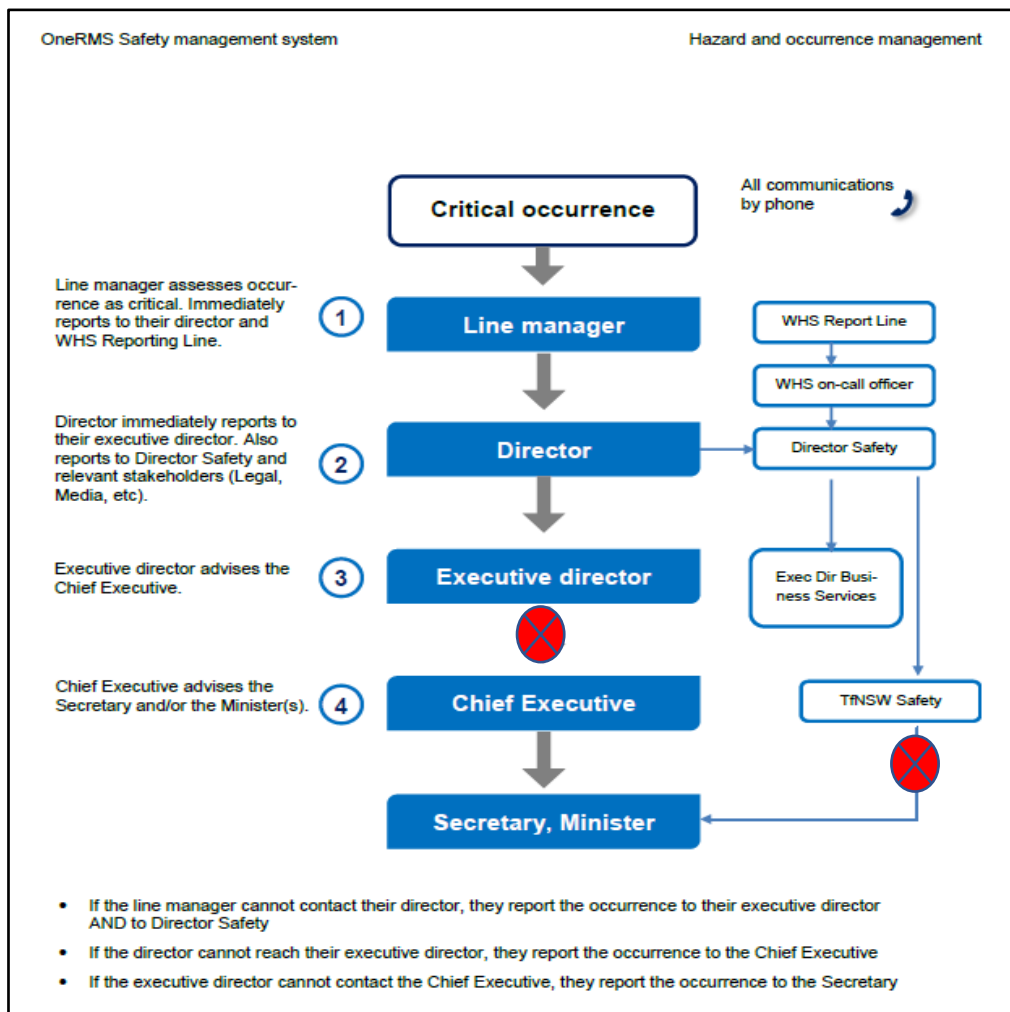 OneRMS Safety management system
Hazard and occurrence management
Critical occurrence
All communications
by phone
Line manager assesses occur-
rence as critical. Immediately
reports to their director and
WHS Reporting Line.
1
Line manager
WHS Report Line
WHS on-call officer
Director immediately reports to
their executive director. Also
reports to Director Safety and
relevant stakeholders (Legal,
Media, etc).
2
Director
Director Safety
Executive director advises the
Chief Executive.
3
Executive director
Exec Dir Busi-
ness Services
Chief Executive advises the
Secretary and/or the Minister(s).
4
Chief Executive
TfNSW Safety
Secretary, Minister
• If the line manager cannot contact their director, they report the occurrence to their executive director
AND to Director Safety
• If the director cannot reach their executive director, they report the occurrence to the Chief Executive
• If the executive director cannot contact the Chief Executive, they report the occurrence to the Secretary